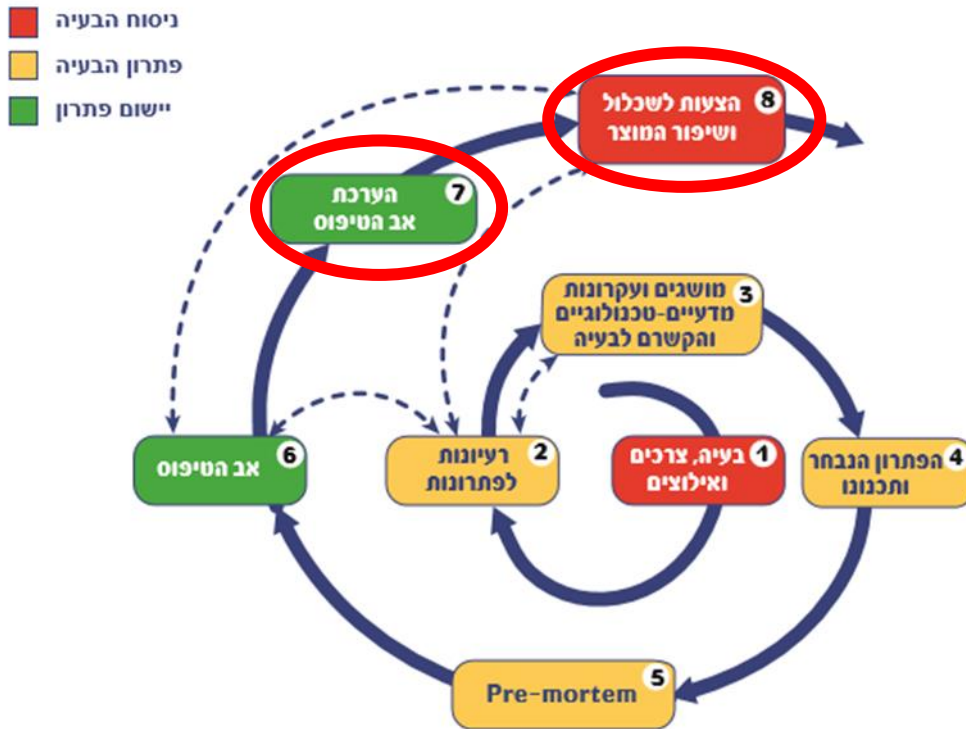 ניסוח הבעיה
פתרון הבעיה
יישום פתרון
8 הצעות לשכלול
ושיפור המוצר
7 הערכת
אב הטיפוס
3 מושגים ועקרונות
מדעיים-טכנולוגיים
והקשרם לבעיה
6 אב הטיפוס
2 רעיונות
לפתרונות
1 בעיה, צרכים
ואילוצים
4 הפתרון הנבחר
ותכנונו
5 Pre-mortem